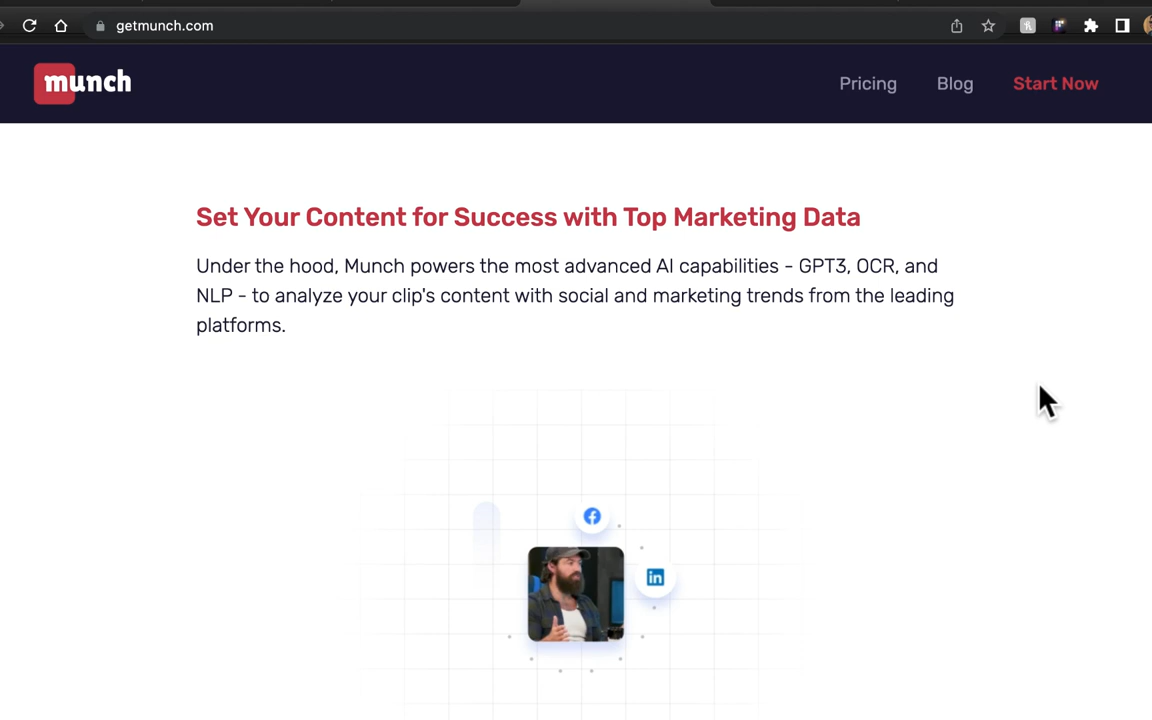 getmunch.com
munch
Pricing
Blog
Start Now
Set Your Content for Success with Top Marketing Data
Under the hood, Munch powers the most advanced AI capabilities - GPT3, OCR, and
NLP - to analyze your clip's content with social and marketing trends from the leading
platforms.
in